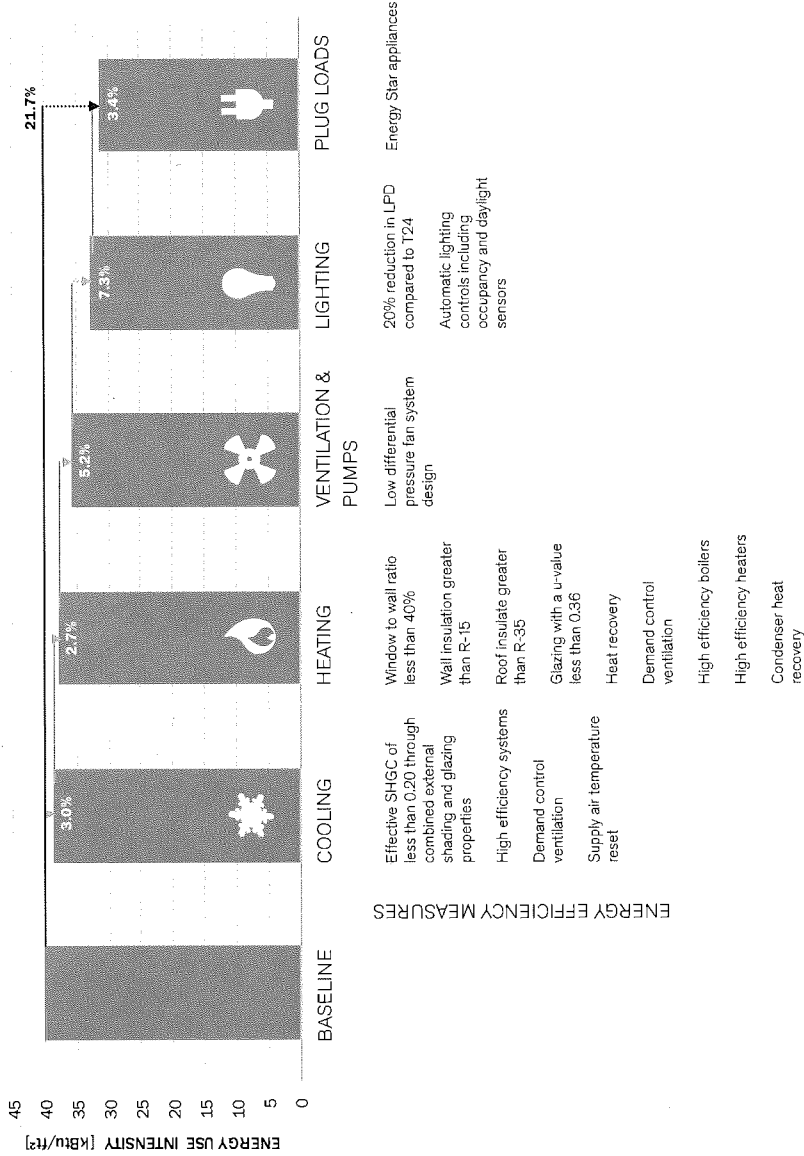 ENERGY USE INTENSITY [kBtu/ft²]
45
40
35
30
25
20
15
10
5
0
21.7%
3.0%
2.7%
5.2%
7.3%
3.4%
BASELINE
COOLING
HEATING
VENTILATION &
PUMPS
LIGHTING
PLUG LOADS
ENERGY EFFICIENCY MEASURES
Effective SHGC of
less than 0.20 through
combined external
shading and glazing
properties
High efficiency systems
Demand control
ventilation
Supply air temperature
reset
Window to wall ratio
less than 40%
Wall insulation greater
than R-15
Roof insulate greater
than R-35
Glazing with a u-value
less than 0.36
Heat recovery
Demand control
ventilation
High efficiency boilers
High efficiency heaters
Condenser heat
recovery
Low differential
pressure fan system
design
20% reduction in LPD
compared to T24
Automatic lighting
controls including
occupancy and daylight
sensors
Energy Star appliances